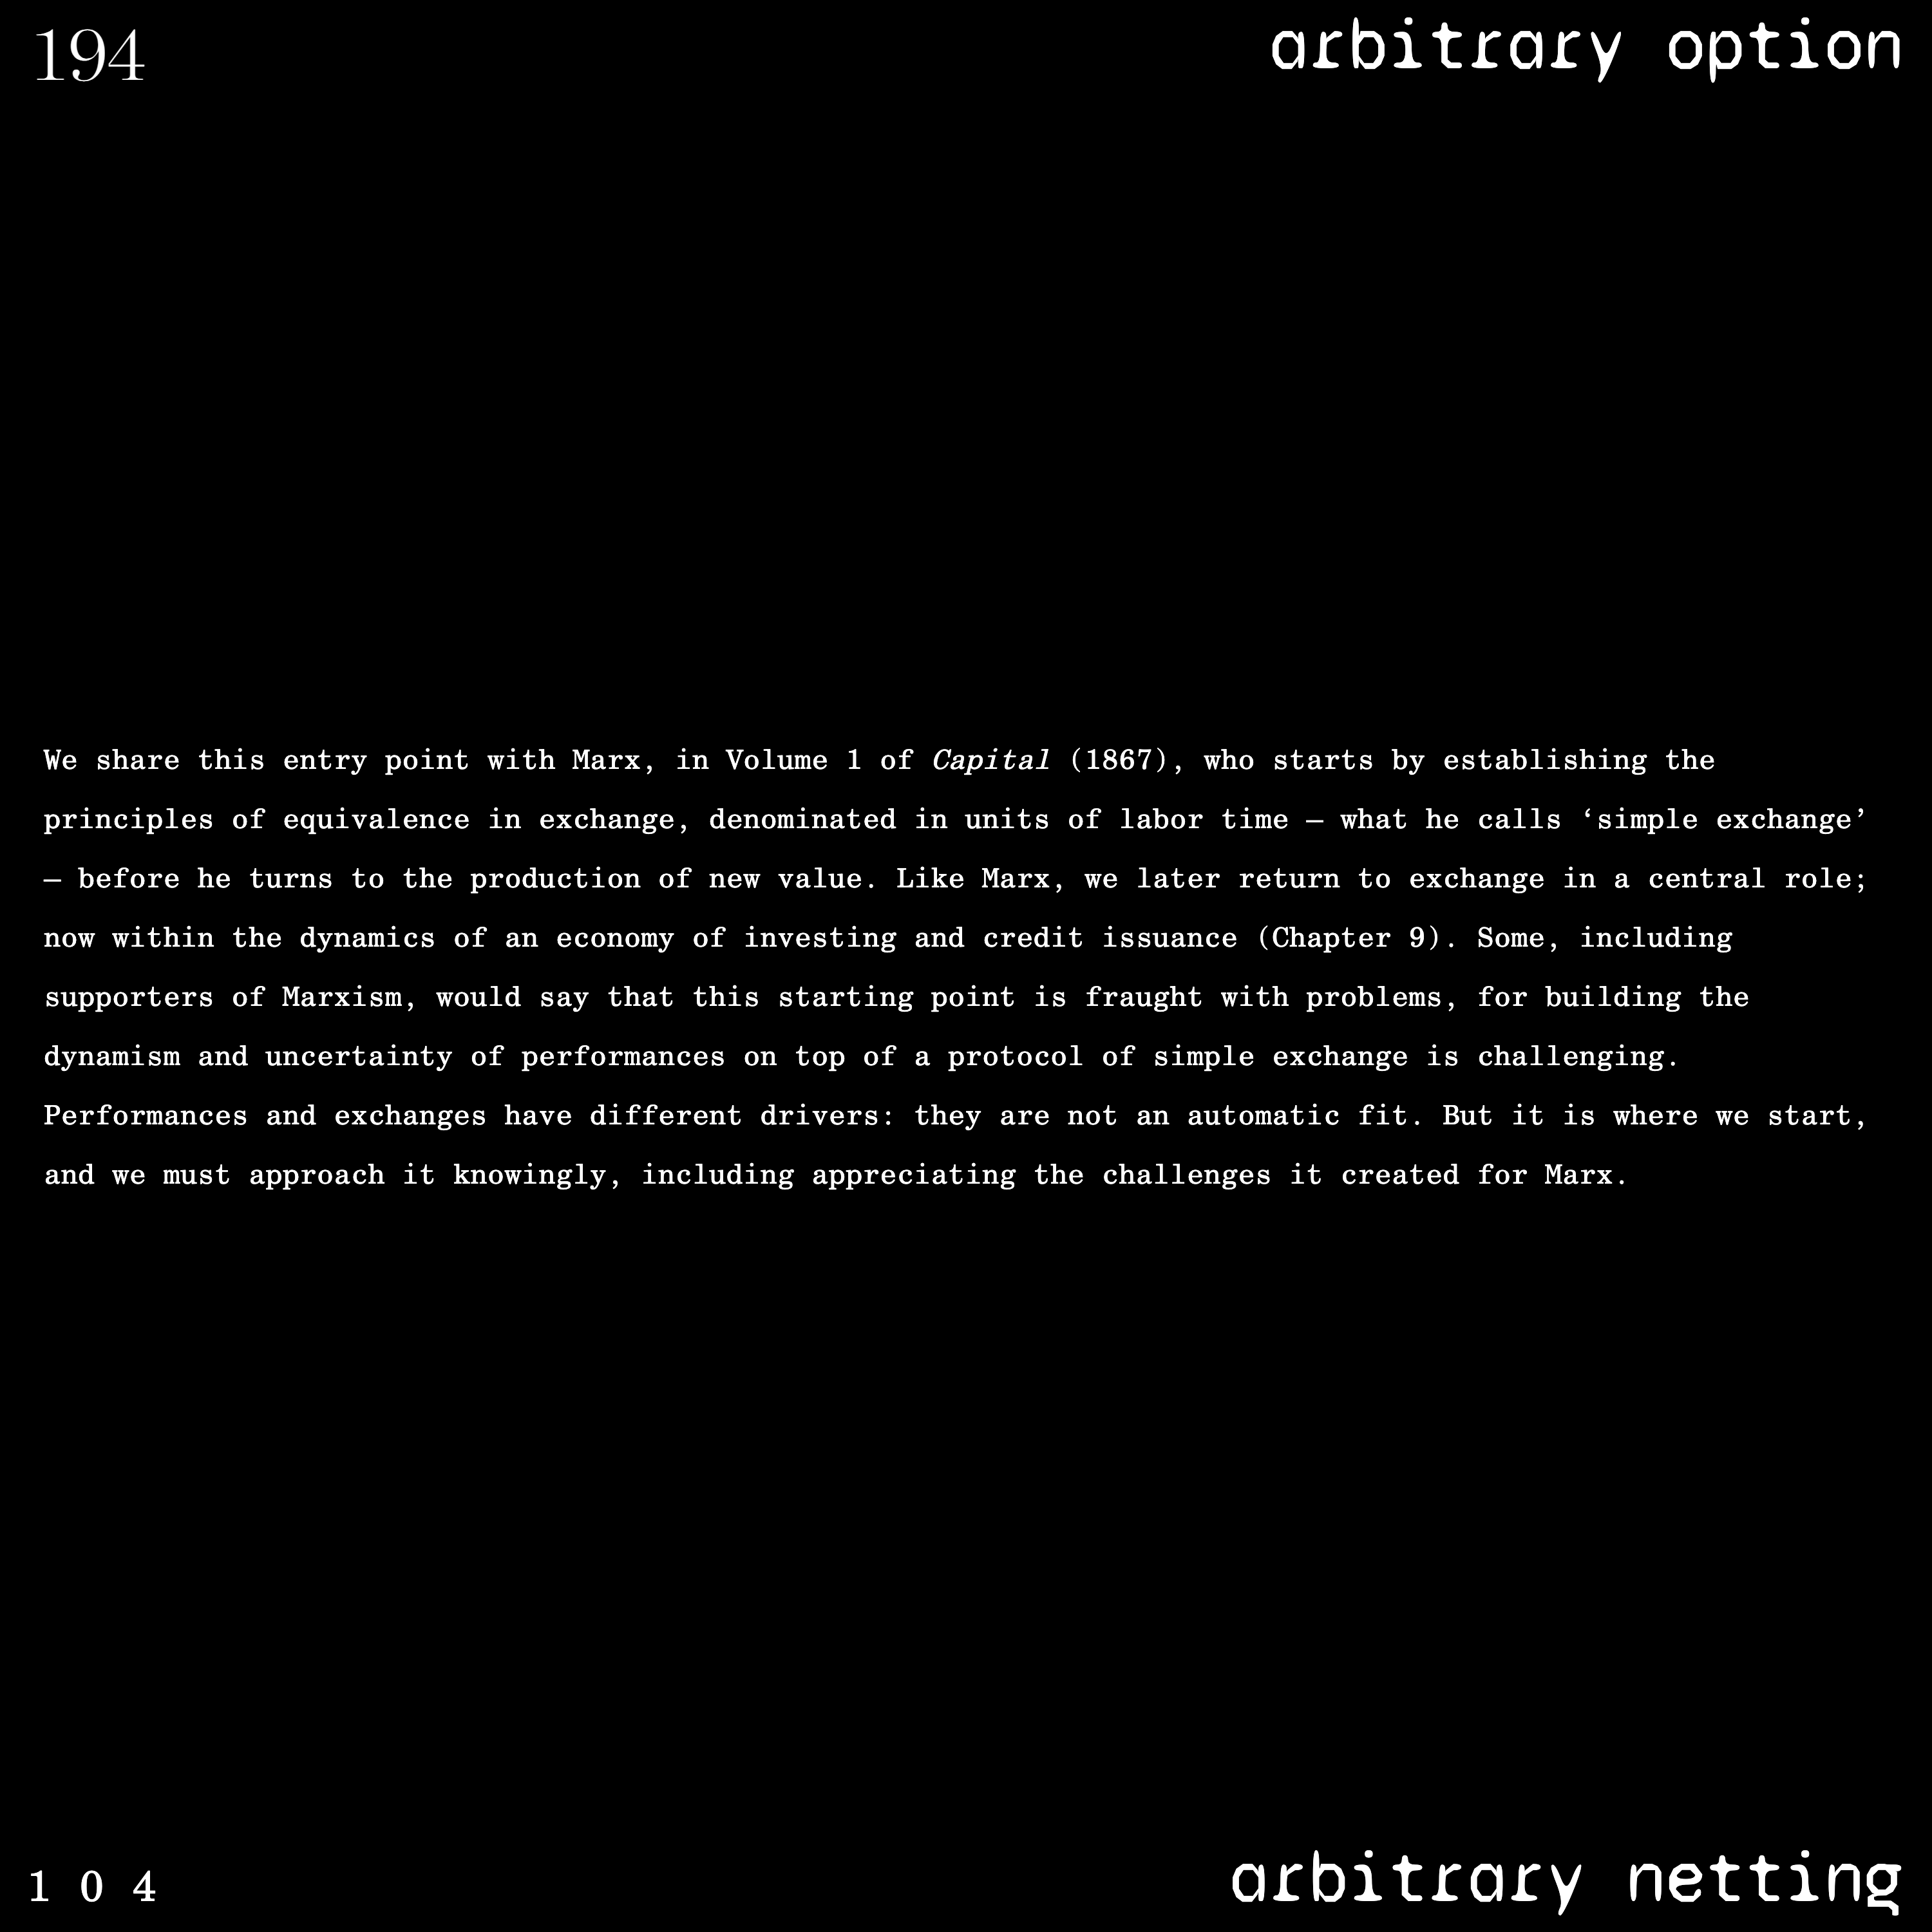 194
arbitrary option
We share this entry point with Marx, in Volume 1 of Capital (1867), who starts by establishing the
principles of equivalence in exchange, denominated in units of labor time — what he calls ‘simple exchange’
— before he turns to the production of new value. Like Marx, we later return to exchange in a central role;
now within the dynamics of an economy of investing and credit issuance (Chapter 9). Some, including
supporters of Marxism, would say that this starting point is fraught with problems, for building the
dynamism and uncertainty of performances on top of a protocol of simple exchange is challenging.
Performances and exchanges have different drivers: they are not an automatic fit. But it is where we start,
and we must approach it knowingly, including appreciating the challenges it created for Marx.
1 0 4
arbitrary netting